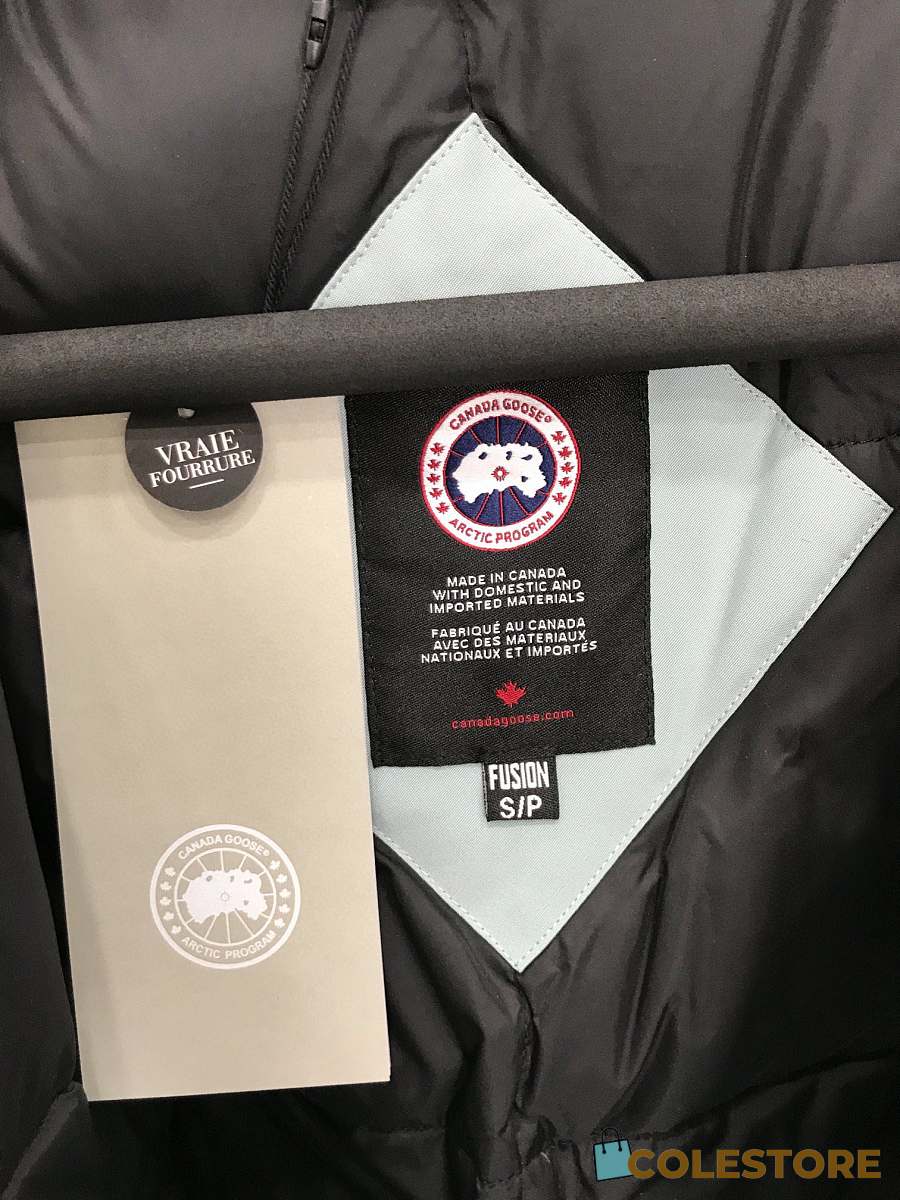 VRAIE
FOURRURE
CANADA GOOSE®
ARCTIC PROGRAM
MADE IN CANADA
WITH DOMESTIC AND
IMPORTED MATERIALS
FABRIQUÉ AU CANADA
AVEC DES MATERIAUX
NATIONAUX ET IMPORTÉS
canadagoose.com
FUSION
S/P
CANADA GOOSE®
ARCTIC PROGRAM
COLESTORE